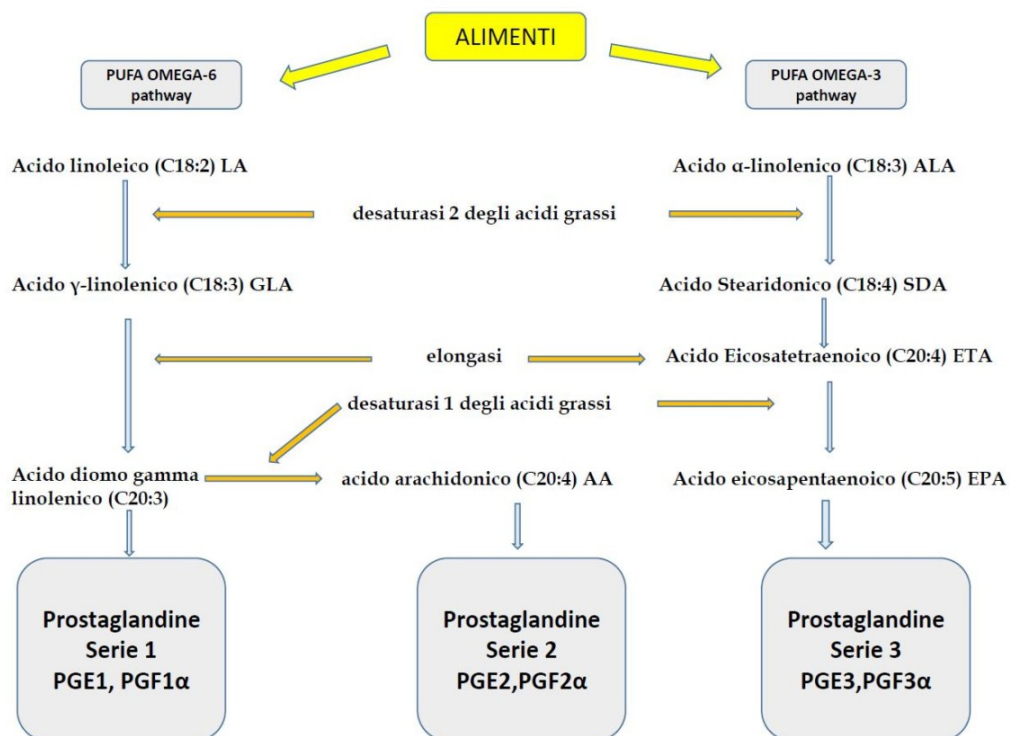 ALIMENTI
PUFA OMEGA-6
pathway
PUFA OMEGA-3
pathway
Acido linoleico (C18:2) LA
Acido α-linolenico (C18:3) ALA
desaturasi 2 degli acidi grassi
Acido γ-linolenico (C18:3) GLA
Acido Stearidonico (C18:4) SDA
elongasi
Acido Eicosatetraenoico (C20:4) ETA
desaturasi 1 degli acidi grassi
Acido diomo gamma
linolenico (C20:3)
acido arachidonico (C20:4) AA
Acido eicosapentaenoico (C20:5) EPA
Prostaglandine
Serie 1
PGE1, PGF1α
Prostaglandine
Serie 2
PGE2,PGF2α
Prostaglandine
Serie 3
PGE3,PGF3α